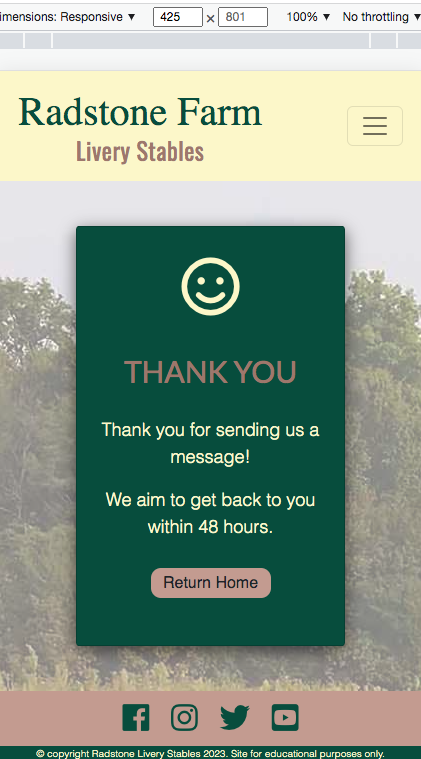 imensions: Responsive ▼ 425 × 801 100% ▼ No throttling ▼
Radstone Farm
Livery Stables
THANK YOU
Thank you for sending us a
message!
We aim to get back to you
within 48 hours.
Return Home
© copyright Radstone Livery Stables 2023. Site for educational purposes only.